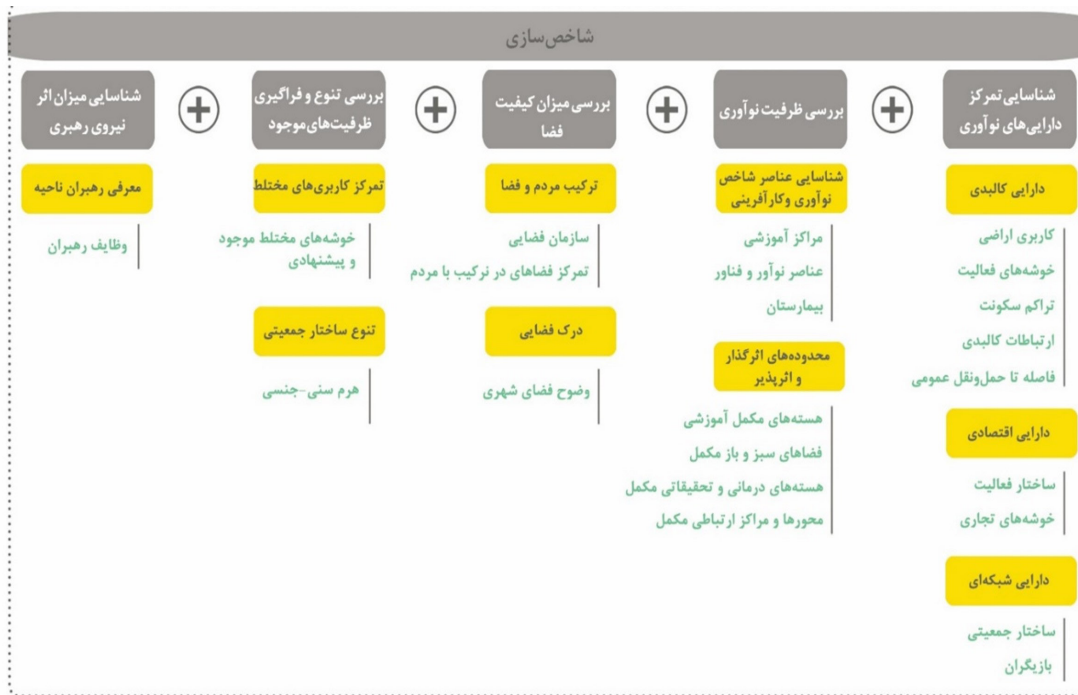 شاخص‌سازی
شناسایی تمرکز
دارایی‌های نوآوری
دارایی کالبدی
کاربری اراضی
خوشه‌های فعالیت
تراکم سکونت
ارتباطات کالبدی
فاصله تا حمل‌ونقل عمومی
دارایی اقتصادی
ساختار فعالیت
خوشه‌های تجاری
دارایی شبکه‌ای
ساختار جمعیتی
بازیگران
+
بررسی ظرفیت نوآوری
شناسایی عناصر شاخص
نوآوری وکارآفرینی
مراکز آموزشی
عناصر نوآور و فناور
بیمارستان
محدوده‌های اثرگذار
و اثرپذیر
هسته‌های مکمل آموزشی
فضاهای سبز و باز مکمل
هسته‌های درمانی و تحقیقاتی مکمل
محورها و مراکز ارتباطی مکمل
+
بررسی میزان کیفیت
فضا
ترکیب مردم و فضا
سازمان فضایی
تمرکز فضاهای در ترکیب با مردم
درک فضایی
وضوح فضای شهری
+
بررسی تنوع و فراگیری
ظرفیت‌های موجود
تمرکز کاربری‌های مختلط
خوشه‌های مختلط موجود
و پیشنهادی
تنوع ساختار جمعیتی
هرم سنی-جنسی
+
شناسایی میزان اثر
نیروی رهبری
معرفی رهبران ناحیه
وظایف رهبران